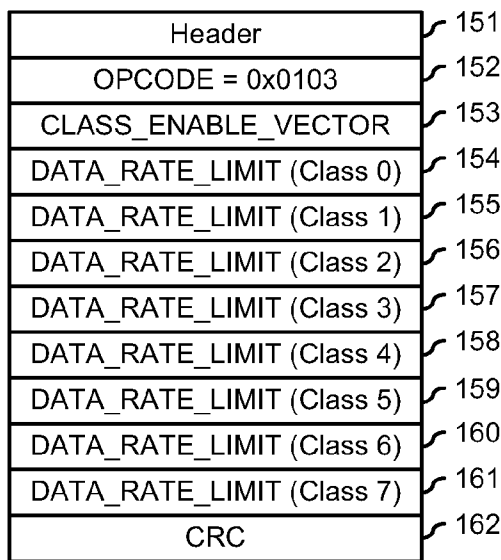 Header 151
OPCODE = 0x0103 152
CLASS_ENABLE_VECTOR 153
DATA_RATE_LIMIT (Class 0) 154
DATA_RATE_LIMIT (Class 1) 155
DATA_RATE_LIMIT (Class 2) 156
DATA_RATE_LIMIT (Class 3) 157
DATA_RATE_LIMIT (Class 4) 158
DATA_RATE_LIMIT (Class 5) 159
DATA_RATE_LIMIT (Class 6) 160
DATA_RATE_LIMIT (Class 7) 161
CRC 162